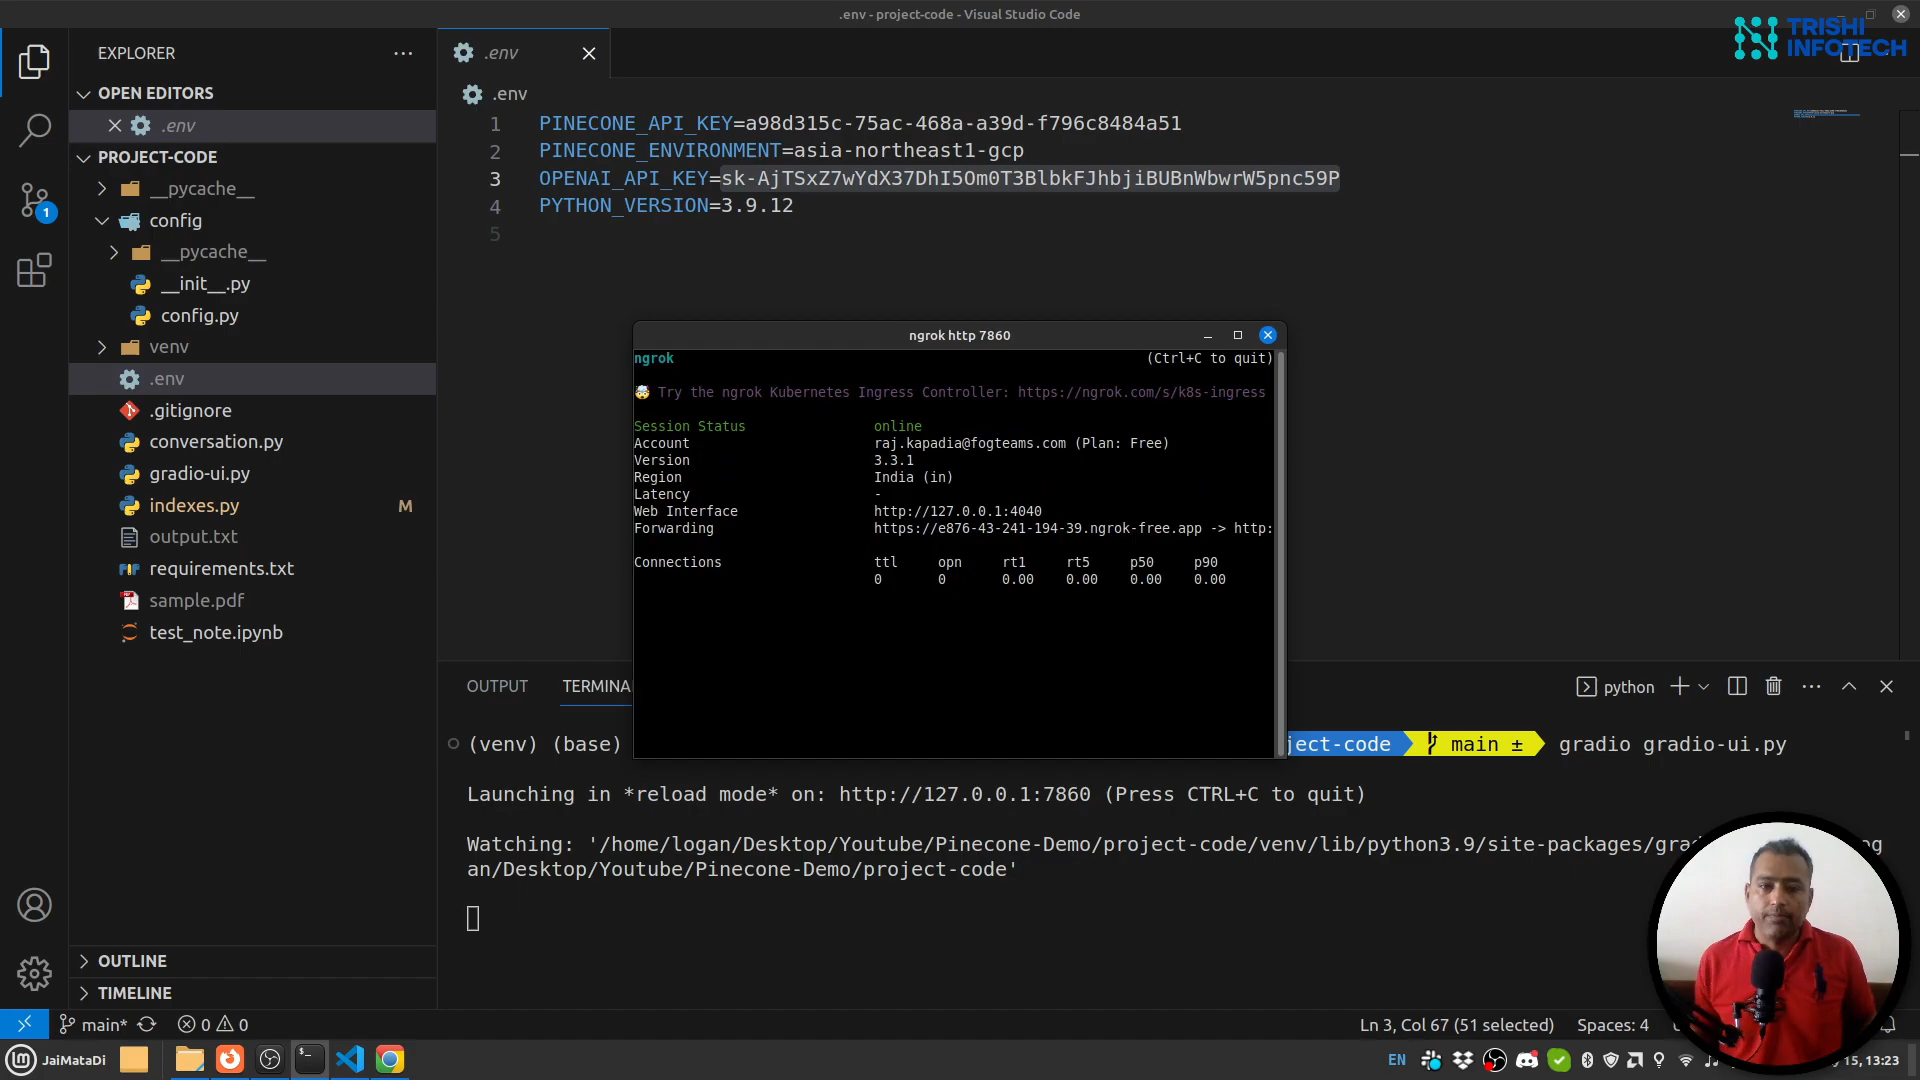 .env - project-code - Visual Studio Code
TRISHI
INFOTECH
EXPLORER
.env
OPEN EDITORS
.env
.env
PROJECT-CODE
__pycache__
config
__pycache__
__init__.py
config.py
venv
.env
.gitignore
conversation.py
gradio-ui.py
indexes.py
M
output.txt
requirements.txt
sample.pdf
test_note.ipynb
OUTLINE
TIMELINE
1
1 PINECONE_API_KEY=a98d315c-75ac-468a-a39d-f796c8484a51
2 PINECONE_ENVIRONMENT=asia-northeast1-gcp
3 OPENAI_API_KEY=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
4 PYTHON_VERSION=3.9.12
5
ngrok http 7860
ngrok (Ctrl+C to quit)
Try the ngrok Kubernetes Ingress Controller: https://ngrok.com/s/k8s-ingress
Session Status online
Account raj.kapadia@fogteams.com (Plan: Free)
Version 3.3.1
Region India (in)
Latency -
Web Interface http://127.0.0.1:4040
Forwarding https://e876-43-241-194-39.ngrok-free.app -> http:
Connections ttl opn rt1 rt5 p50 p90
0 0 0.00 0.00 0.00 0.00
OUTPUT TERMINA
python
(venv) (base) ject-code main ± gradio gradio-ui.py
Launching in *reload mode* on: http://127.0.0.1:7860 (Press CTRL+C to quit)
Watching: '/home/logan/Desktop/Youtube/Pinecone-Demo/project-code/venv/lib/python3.9/site-packages/grad og
an/Desktop/Youtube/Pinecone-Demo/project-code'
main* 0 0
Ln 3, Col 67 (51 selected) Spaces: 4
JaiMataDi
EN
15, 13:23